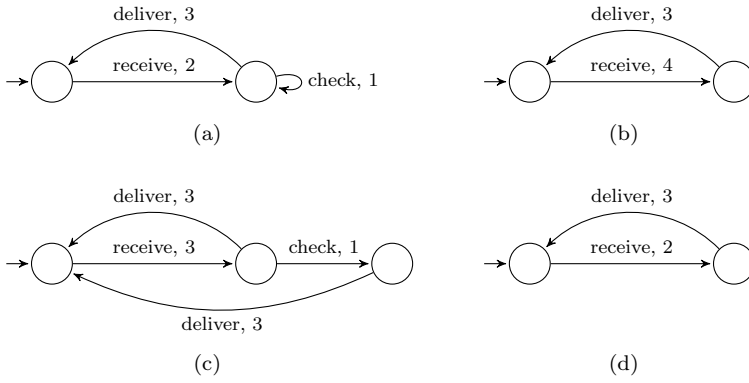 deliver, 3
receive, 2
check, 1
(a)
deliver, 3
receive, 4
(b)
deliver, 3
receive, 3
check, 1
deliver, 3
(c)
deliver, 3
receive, 2
(d)